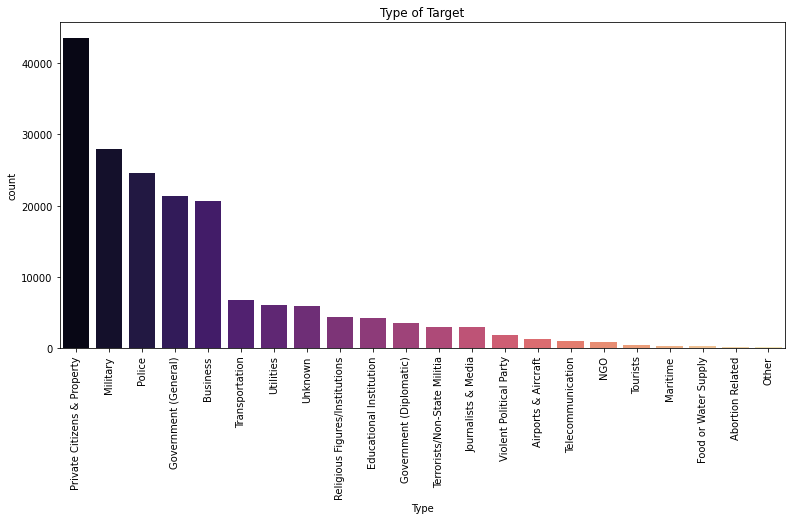 Type of Target
count
40000
30000
20000
10000
0
Private Citizens & Property
Military
Police
Government (General)
Business
Transportation
Utilities
Unknown
Religious Figures/Institutions
Educational Institution
Government (Diplomatic)
Terrorists/Non-State Militia
Journalists & Media
Violent Political Party
Airports & Aircraft
Telecommunication
NGO
Tourists
Maritime
Food or Water Supply
Abortion Related
Other
Type